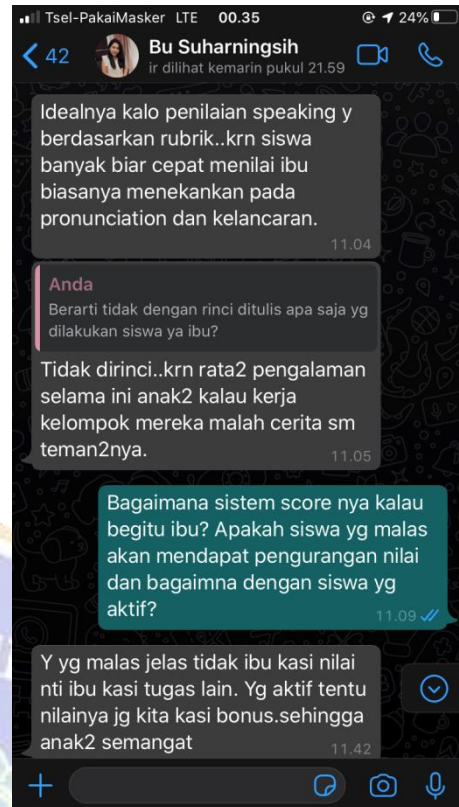 Tsel-PakaiMasker LTE 00.35 24%
42 Bu Suharningsih
ir dilihat kemarin pukul 21.59
Idealnya kalo penilaian speaking y
berdasarkan rubrik..krn siswa
banyak biar cepat menilai ibu
biasanya menekankan pada
pronunciation dan kelancaran.
11.04
Anda
Berarti tidak dengan rinci ditulis apa saja yg
dilakukan siswa ya ibu?
Tidak dirinci..krn rata2 pengalaman
selama ini anak2 kalau kerja
kelompok mereka malah cerita sm
teman2nya.
11.05
Bagaimana sistem score nya kalau
begitu ibu? Apakah siswa yg malas
akan mendapat pengurangan nilai
dan bagaimna dengan siswa yg
aktif?
11.09
Y yg malas jelas tidak ibu kasi nilai
nti ibu kasi tugas lain. Yg aktif tentu
nilainya jg kita kasi bonus.sehingga
anak2 semangat
11.42